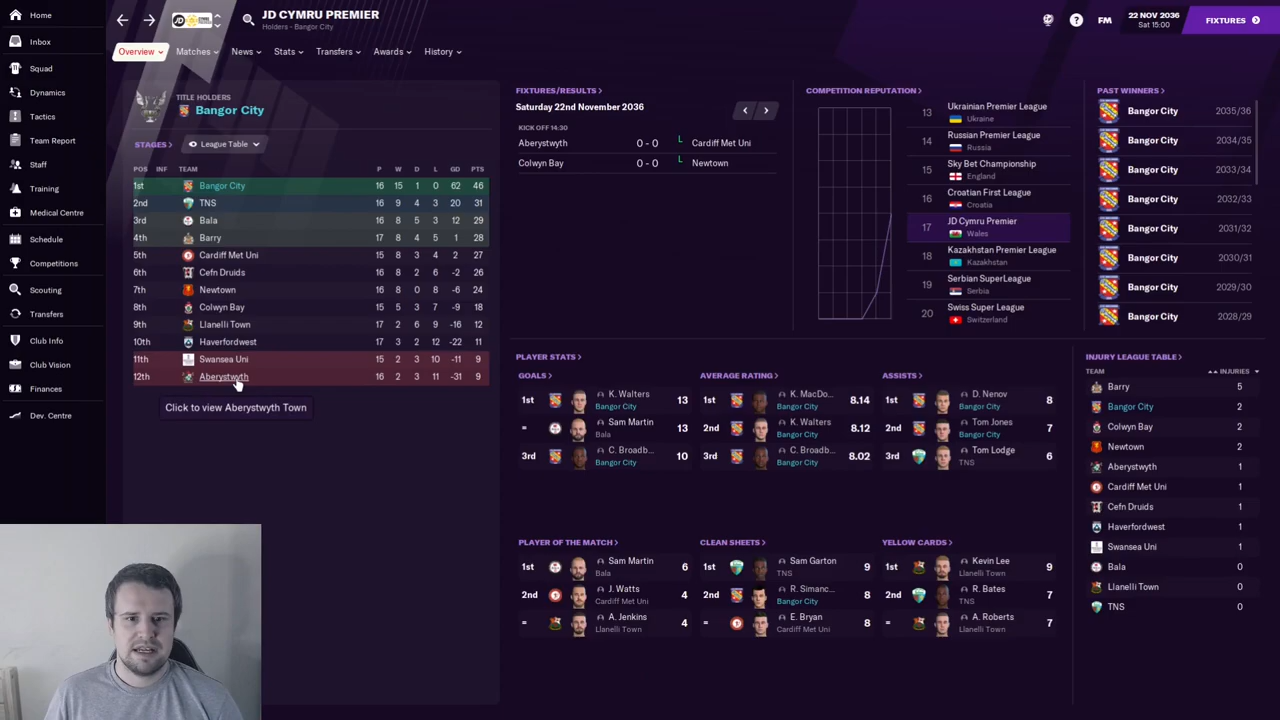 Home
Inbox
Squad
Dynamics
Tactics
Team Report
Staff
Training
Medical Centre
Schedule
Competitions
Scouting
Transfers
Club Info
Club Vision
Finances
Dev. Centre
JD CYMRU PREMIER
Holders - Bangor City
? FM 22 NOV 2036
Sat 15:00
FIXTURES
Overview Matches News Stats Transfers Awards History
TITLE HOLDERS
Bangor City
STAGES League Table
POS INF TEAM P W D L GD PTS
1st Bangor City 16 15 1 0 62 46
2nd TNS 16 9 4 3 20 31
3rd Bala 16 8 5 3 12 29
4th Barry 17 8 4 5 1 28
5th Cardiff Met Uni 15 8 3 4 2 27
6th Cefn Druids 16 8 2 6 -2 26
7th Newtown 16 8 0 8 -6 24
8th Colwyn Bay 15 5 3 7 -9 18
9th Llanelli Town 17 2 6 9 -16 12
10th Haverfordwest 17 3 2 12 -22 11
11th Swansea Uni 15 2 3 10 -11 9
12th Aberystwyth 16 2 3 11 -31 9
Click to view Aberystwyth Town
FIXTURES/RESULTS
Saturday 22nd November 2036
KICK OFF 14:30
Aberystwyth 0 - 0 Cardiff Met Uni
Colwyn Bay 0 - 0 Newtown
COMPETITION REPUTATION
13 Ukrainian Premier League
Ukraine
14 Russian Premier League
Russia
15 Sky Bet Championship
England
16 Croatian First League
Croatia
17 JD Cymru Premier
Wales
18 Kazakhstan Premier League
Kazakhstan
19 Serbian SuperLeague
Serbia
20 Swiss Super League
Switzerland
PAST WINNERS
Bangor City 2035/36
Bangor City 2034/35
Bangor City 2033/34
Bangor City 2032/33
Bangor City 2031/32
Bangor City 2030/31
Bangor City 2029/30
Bangor City 2028/29
PLAYER STATS
GOALS
1st K. Walters 13
Bangor City
= Sam Martin 13
Bala
3rd C. Broadb... 10
Bangor City
AVERAGE RATING
1st K. MacDo... 8.14
Bangor City
2nd K. Walters 8.12
Bangor City
3rd C. Broadb... 8.02
Bangor City
ASSISTS
1st D. Nenov 8
Bangor City
2nd Tom Jones 7
Bangor City
3rd Tom Lodge 6
TNS
PLAYER OF THE MATCH
1st Sam Martin 6
Bala
2nd J. Watts 4
Cardiff Met Uni
= A. Jenkins 4
Llanelli Town
CLEAN SHEETS
1st Sam Garton 9
TNS
2nd R. Simanc... 8
Bangor City
= E. Bryan 8
Cardiff Met Uni
YELLOW CARDS
1st Kevin Lee 9
Llanelli Town
2nd R. Bates 7
TNS
= A. Roberts 7
Llanelli Town
INJURY LEAGUE TABLE
TEAM INJURIES
Barry 5
Bangor City 2
Colwyn Bay 2
Newtown 2
Aberystwyth 1
Cardiff Met Uni 1
Cefn Druids 1
Haverfordwest 1
Swansea Uni 1
Bala 0
Llanelli Town 0
TNS 0